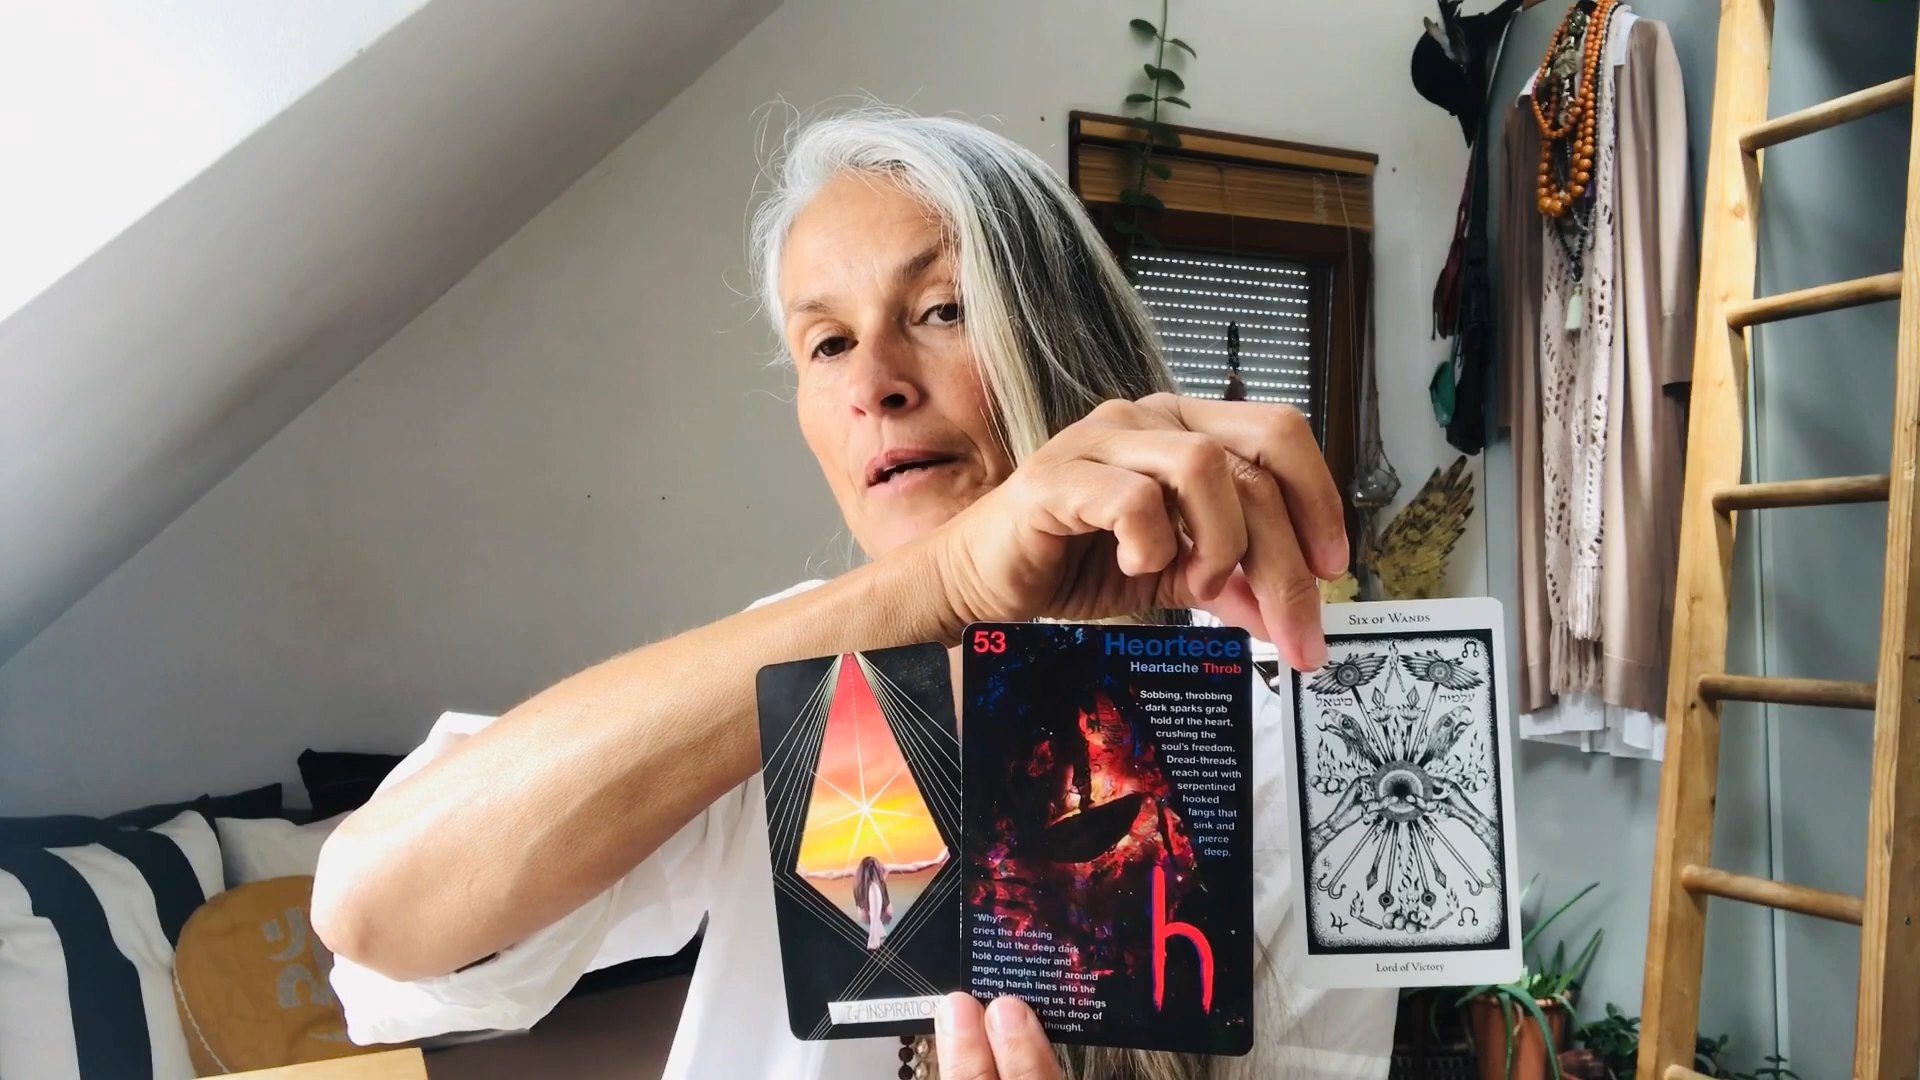 INSPIRATION
53
Heortece
Heartache Throb
Sobbing, throbbing
dark sparks grab
hold of the heart,
crushing the
soul's freedom.
Dread-threads
reach out with
serpentined
hooked
fangs that
sink and
pierce
deep.
"Why?"
cries the choking
soul, but the deep dark
hole opens wider and
anger, tangles itself around
cutting harsh lines into the
flesh. Victimising us. It clings
each drop of
thought.
h
SIX OF WANDS
סיטאל
עלמיה
LORD OF VICTORY